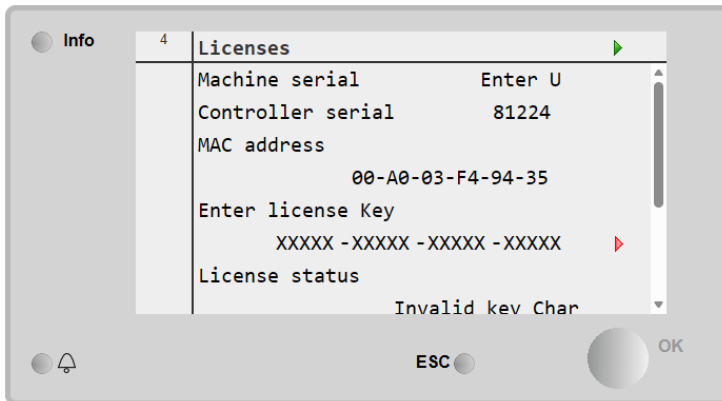 Info
4 Licenses
Machine serial Enter U
Controller serial 81224
MAC address
00-A0-03-F4-94-35
Enter license Key
XXXXX -XXXXX -XXXXX -XXXXX
License status
Invalid key Char
ESC
OK